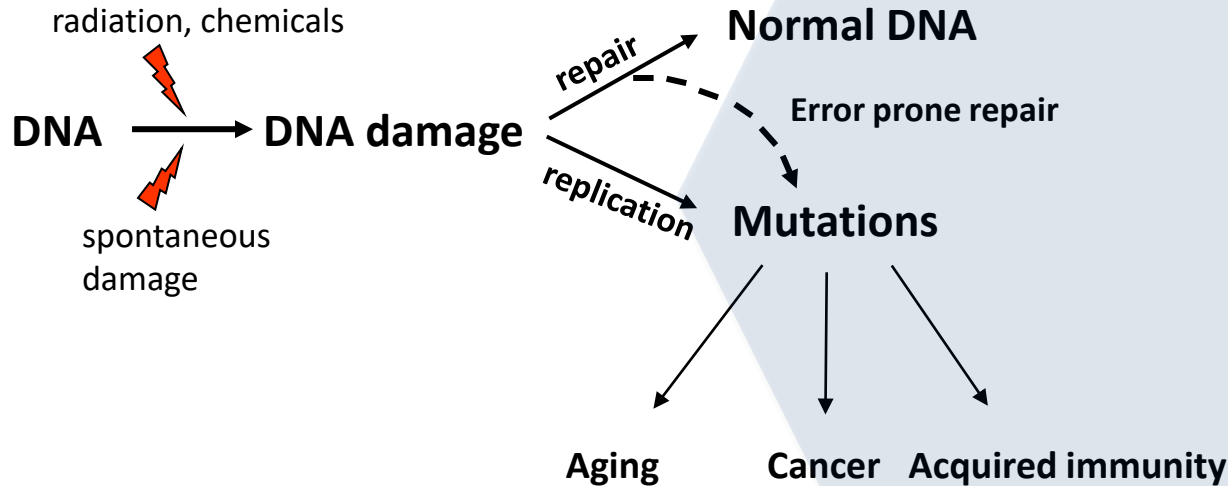 radiation, chemicals
Normal DNA
repair
Error prone repair
DNA
DNA damage
replication
Mutations
spontaneous
damage
Aging
Cancer
Acquired immunity